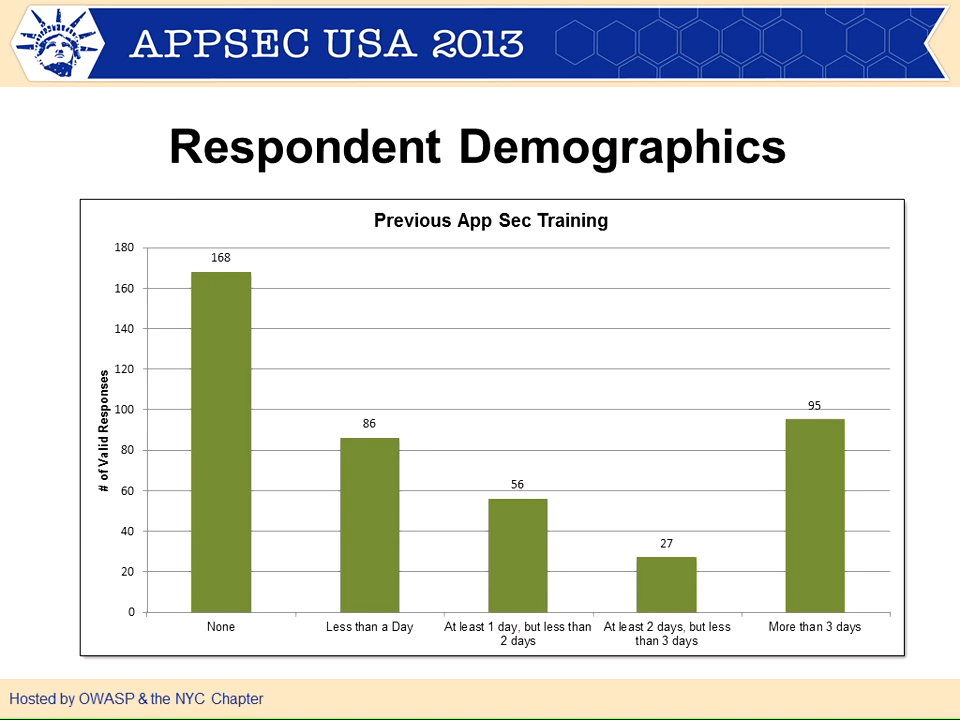 APPSEC USA 2013
Respondent Demographics
Previous App Sec Training
# of Valid Responses
180
160
140
120
100
80
60
40
20
0
168
86
56
27
95
None
Less than a Day
At least 1 day, but less than
2 days
At least 2 days, but less
than 3 days
More than 3 days
Hosted by OWASP & the NYC Chapter